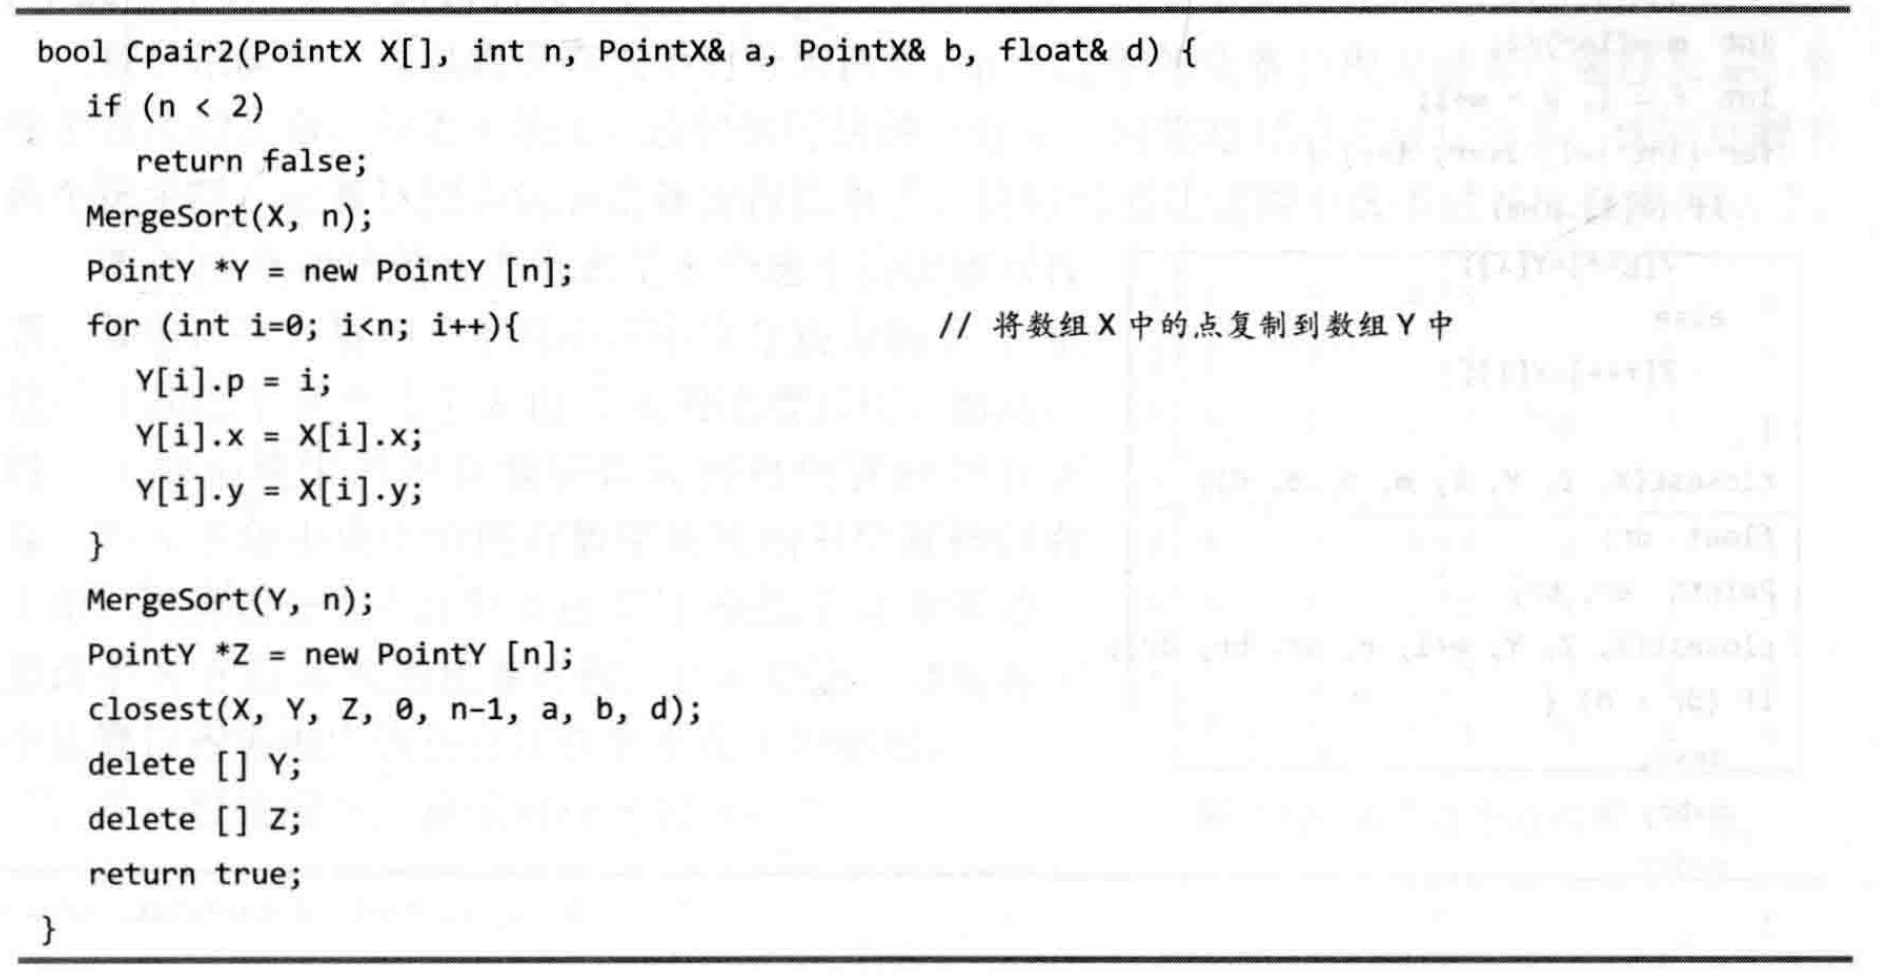 bool Cpair2(PointX X[], int n, PointX& a, PointX& b, float& d) {
if (n < 2)
return false;
MergeSort(X, n);
PointY *Y = new PointY [n];
for (int i=0; i<n; i++){ // 将数组X中的点复制到数组Y中
Y[i].p = i;
Y[i].x = X[i].x;
Y[i].y = X[i].y;
}
MergeSort(Y, n);
PointY *Z = new PointY [n];
closest(X, Y, Z, 0, n–1, a, b, d);
delete [] Y;
delete [] Z;
return true;
}